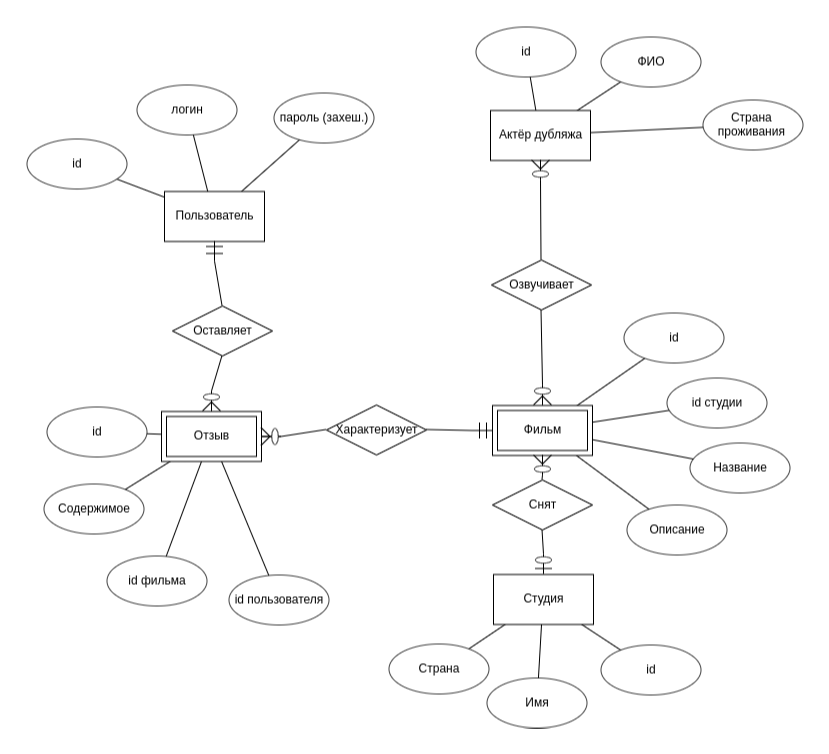 id
ФИО
логин
пароль (захеш.)
Страна
проживания
Актёр дубляжа
id
Пользователь
Озвучивает
Оставляет
id
id студии
id
Отзыв
Характеризует
Фильм
Название
Содержимое
Снят
Описание
id фильма
id пользователя
Студия
Страна
id
Имя